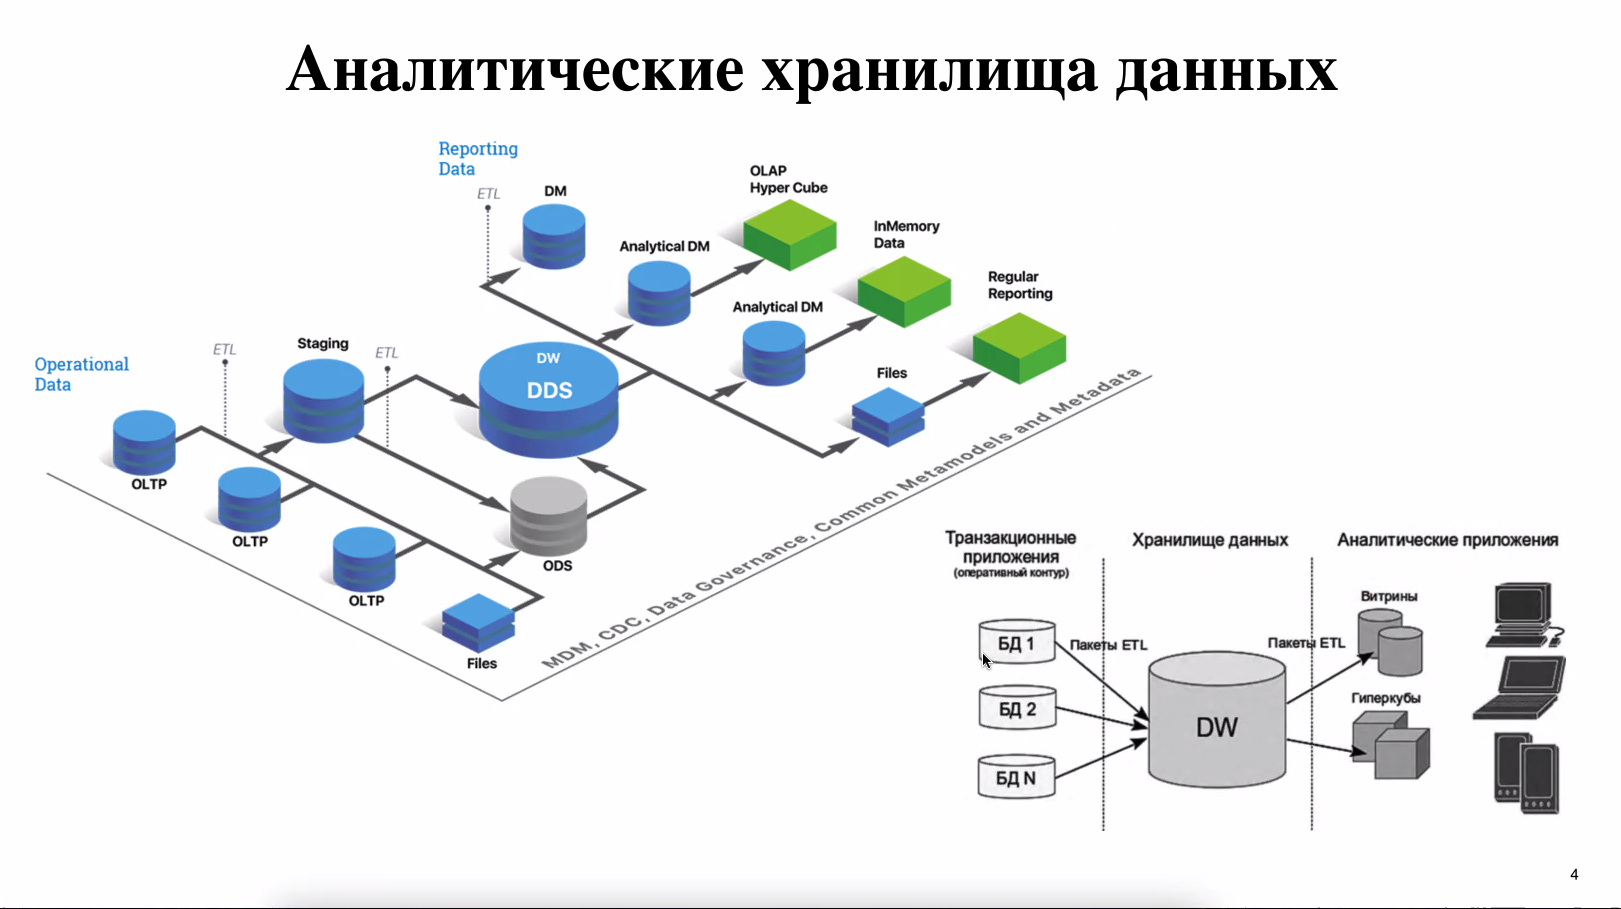 Аналитические хранилища данных
Reporting
Data
ETL
DM
OLAP
Hyper Cube
Analytical DM
InMemory
Data
Analytical DM
Regular
Reporting
Operational
Data
ETL
Staging
ETL
DW
DDS
Files
OLTP
OLTP
OLTP
ODS
Files
MDM, CDC, Data Governance, Common Metamodels and Metadata
Транзакционные
приложения
(оперативный контур)
Хранилище данных
Аналитические приложения
БД 1
БД 2
БД N
Пакеты ETL
DW
Пакеты ETL
Витрины
Гиперкубы
4